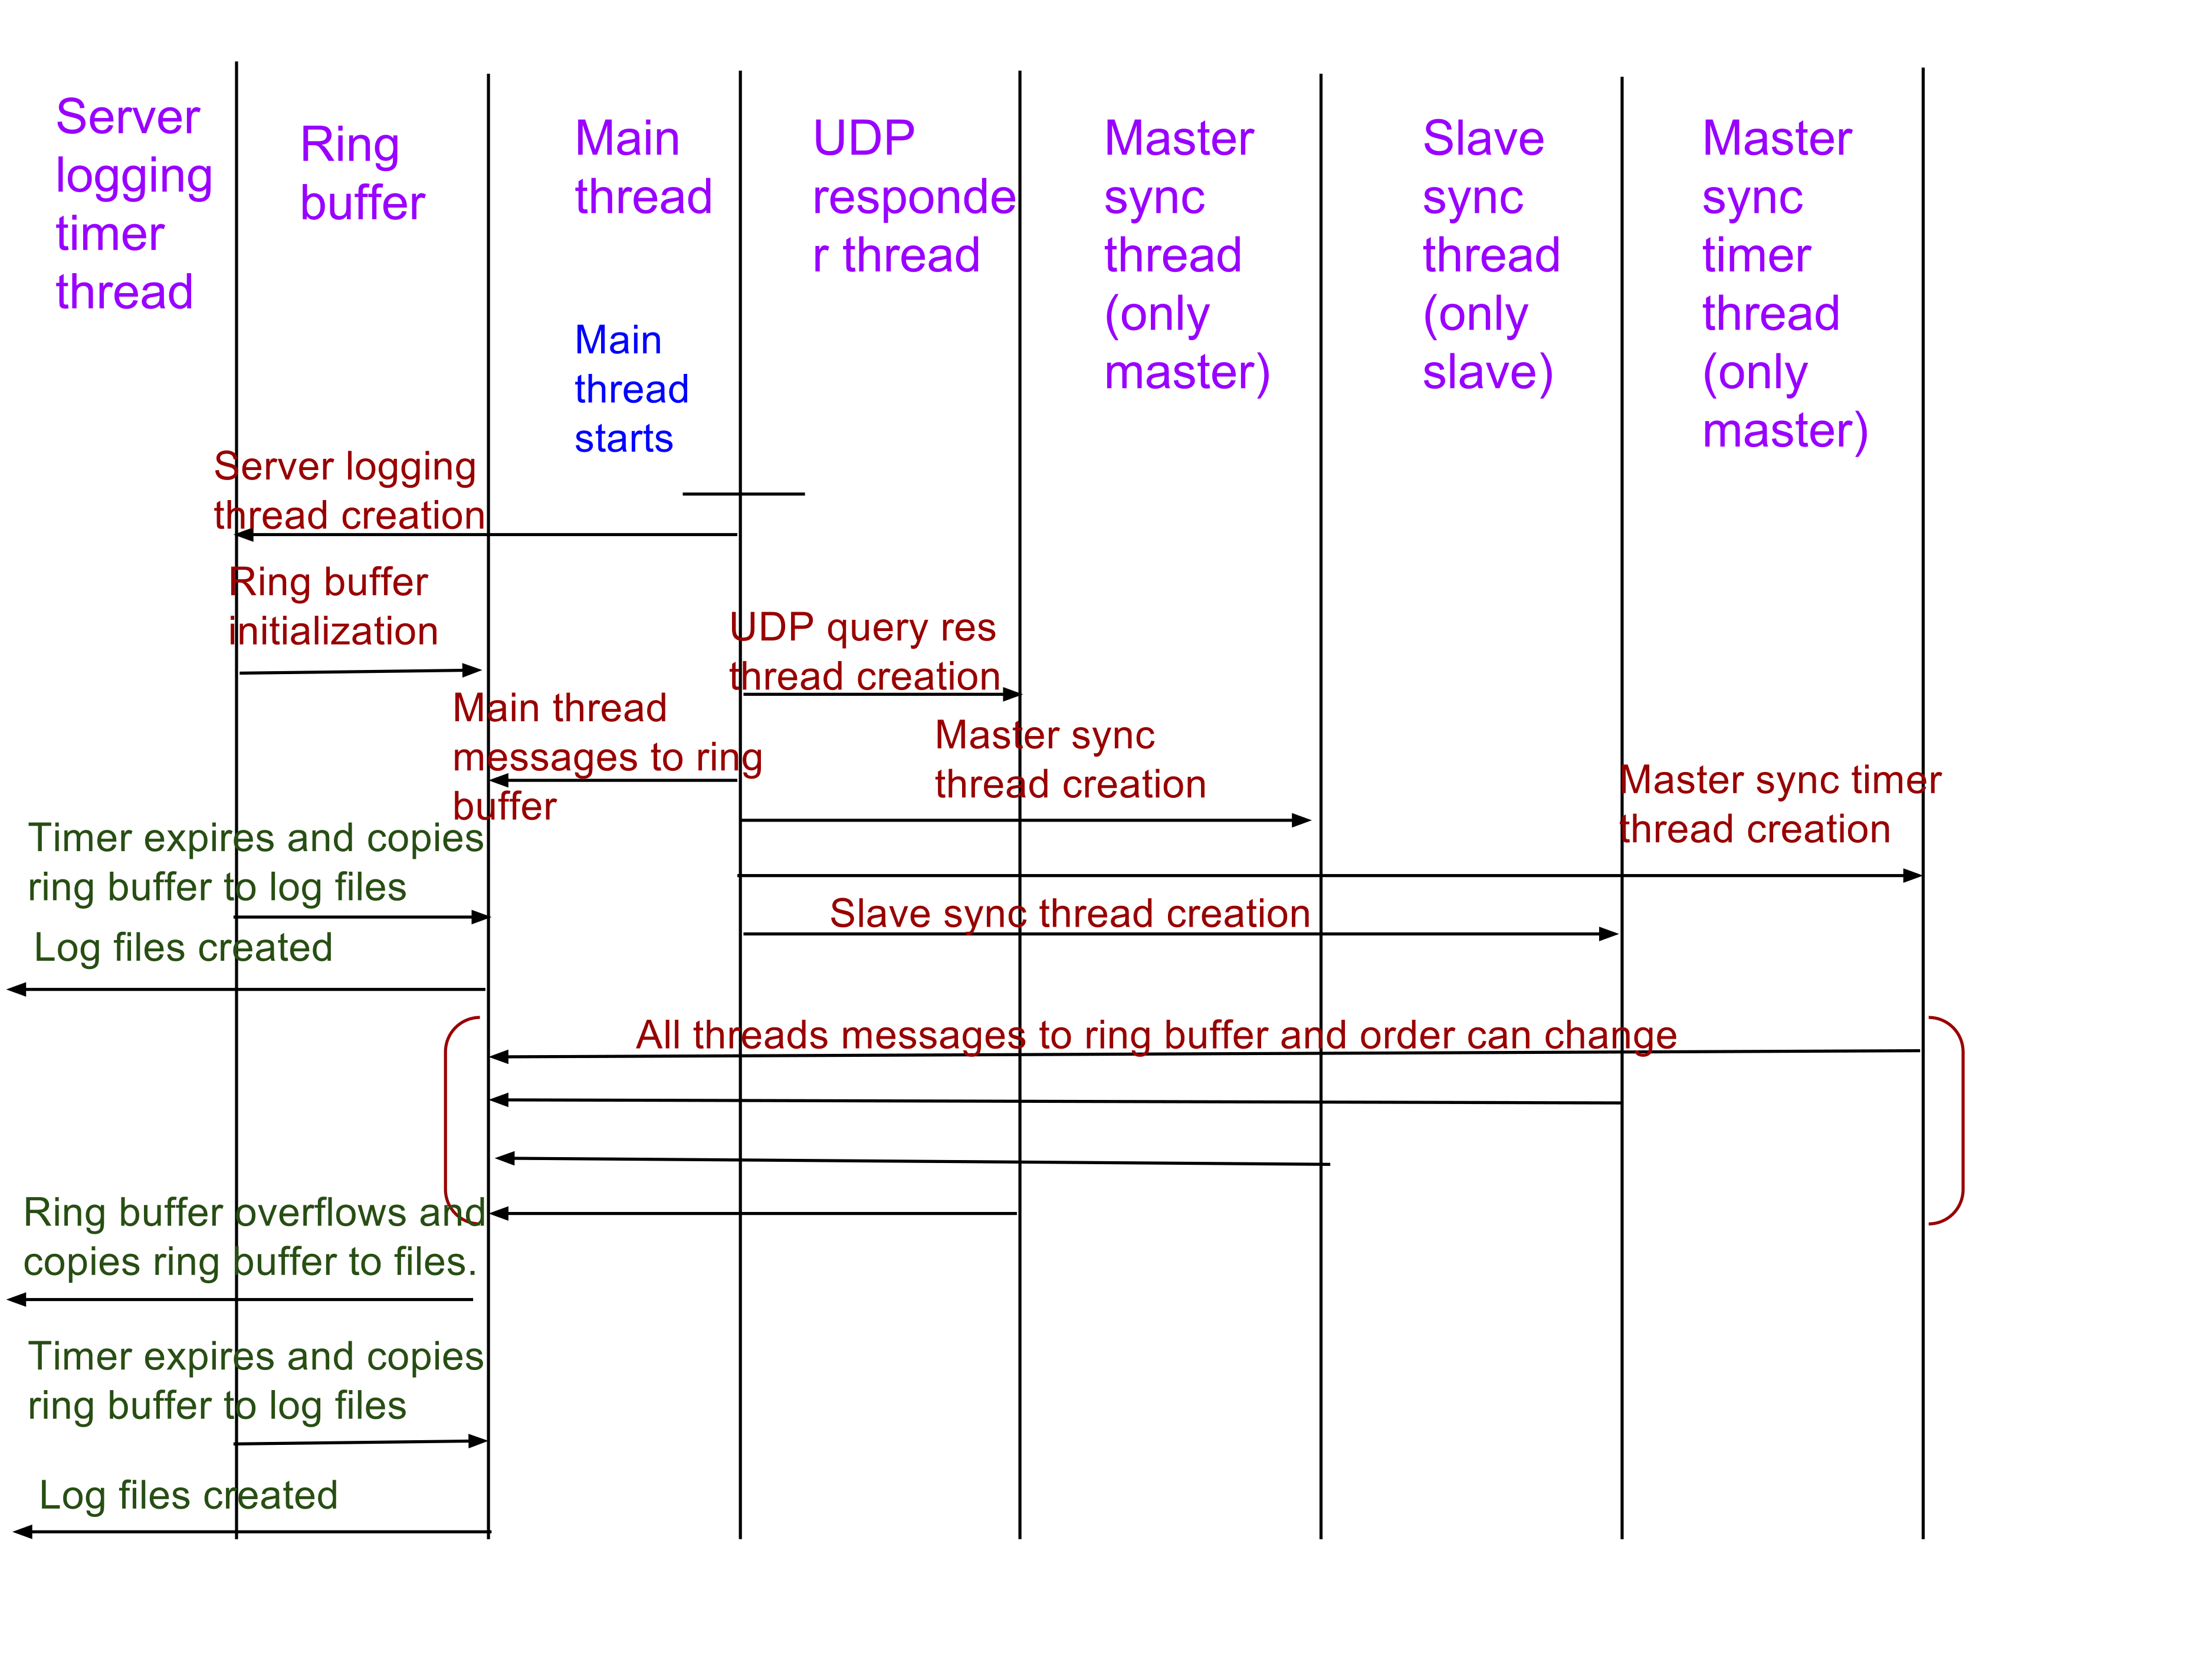 Server
logging
timer
thread
Ring
buffer
Main
thread
UDP
responde
r thread
Master
sync
thread
(only
master)
Slave
sync
thread
(only
slave)
Master
sync
timer
thread
(only
master)
Main
thread
starts
Server logging
thread creation
Ring buffer
initialization
UDP query res
thread creation
Main thread
messages to ring
buffer
Master sync
thread creation
Master sync timer
thread creation
Timer expires and copies
ring buffer to log files
Slave sync thread creation
Log files created
All threads messages to ring buffer and order can change
Ring buffer overflows and
copies ring buffer to files.
Timer expires and copies
ring buffer to log files
Log files created